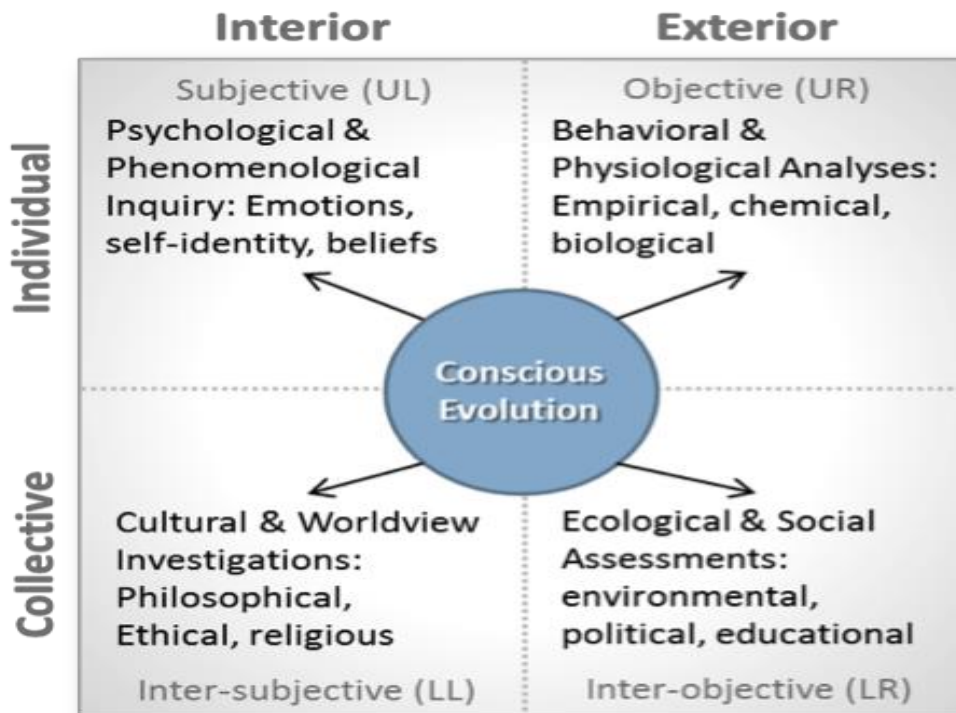 Interior
Exterior
Individual
Subjective (UL)
Psychological &
Phenomenological
Inquiry: Emotions,
self-identity, beliefs
Objective (UR)
Behavioral &
Physiological Analyses:
Empirical, chemical,
biological
Conscious
Evolution
Collective
Cultural & Worldview
Investigations:
Philosophical,
Ethical, religious
Inter-subjective (LL)
Ecological & Social
Assessments:
environmental,
political, educational
Inter-objective (LR)